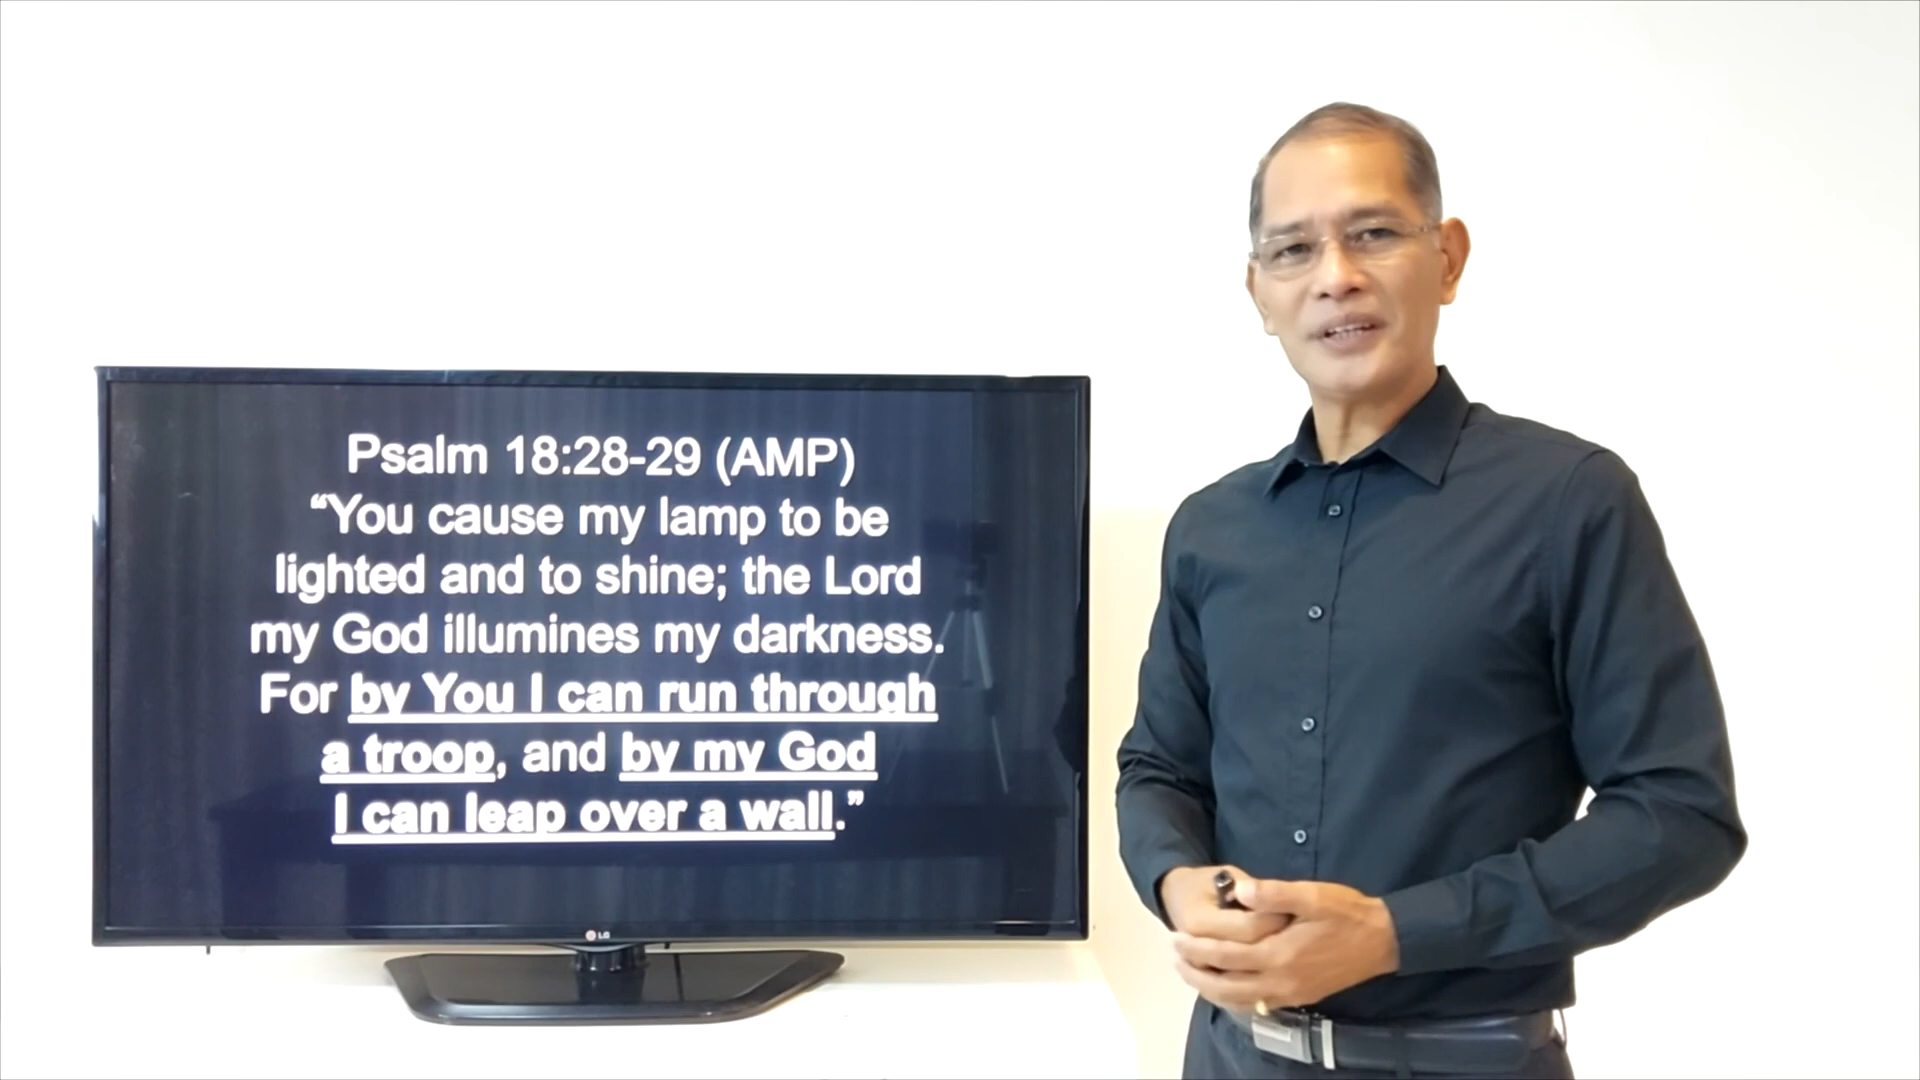 Psalm 18:28-29 (AMP)
“You cause my lamp to be
lighted and to shine; the Lord
my God illumines my darkness.
For by You I can run through
a troop, and by my God
I can leap over a wall.”
LG